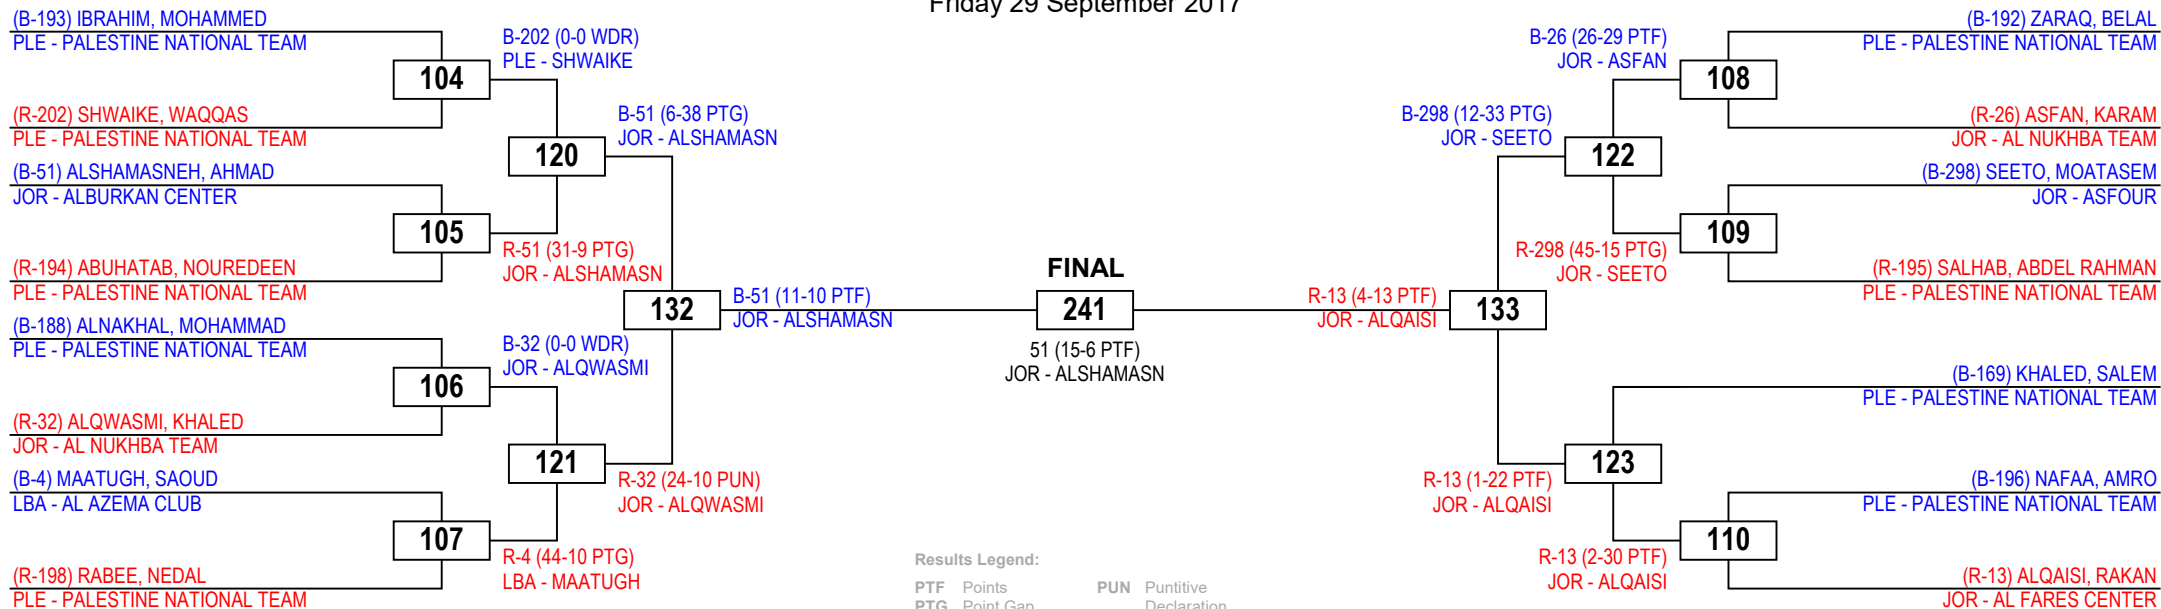 Friday 29 September 2017
(B-193) IBRAHIM, MOHAMMED
PLE - PALESTINE NATIONAL TEAM
104
(R-202) SHWAIKE, WAQQAS
PLE - PALESTINE NATIONAL TEAM
B-202 (0-0 WDR)
PLE - SHWAIKE
120
(B-51) ALSHAMASNEH, AHMAD
JOR - ALBURKAN CENTER
105
(R-194) ABUHATAB, NOUREDEEN
PLE - PALESTINE NATIONAL TEAM
R-51 (31-9 PTG)
JOR - ALSHAMASN
B-51 (6-38 PTG)
JOR - ALSHAMASN
132
(B-188) ALNAKHAL, MOHAMMAD
PLE - PALESTINE NATIONAL TEAM
106
(R-32) ALQWASMI, KHALED
JOR - AL NUKHBA TEAM
B-32 (0-0 WDR)
JOR - ALQWASMI
121
(B-4) MAATUGH, SAOUD
LBA - AL AZEMA CLUB
107
(R-198) RABEE, NEDAL
PLE - PALESTINE NATIONAL TEAM
R-4 (44-10 PTG)
LBA - MAATUGH
R-32 (24-10 PUN)
JOR - ALQWASMI
B-51 (11-10 PTF)
JOR - ALSHAMASN
FINAL
241
51 (15-6 PTF)
JOR - ALSHAMASN
R-13 (4-13 PTF)
JOR - ALQAISI
133
(B-192) ZARAQ, BELAL
PLE - PALESTINE NATIONAL TEAM
108
(R-26) ASFAN, KARAM
JOR - AL NUKHBA TEAM
B-26 (26-29 PTF)
JOR - ASFAN
122
B-298 (12-33 PTG)
JOR - SEETO
(B-298) SEETO, MOATASEM
JOR - ASFOUR
109
(R-195) SALHAB, ABDEL RAHMAN
PLE - PALESTINE NATIONAL TEAM
R-298 (45-15 PTG)
JOR - SEETO
(B-169) KHALED, SALEM
PLE - PALESTINE NATIONAL TEAM
123
R-13 (1-22 PTF)
JOR - ALQAISI
(B-196) NAFAA, AMRO
PLE - PALESTINE NATIONAL TEAM
110
(R-13) ALQAISI, RAKAN
JOR - AL FARES CENTER
R-13 (2-30 PTF)
JOR - ALQAISI
Results Legend:
PTF Points PUN Puntitive
PTG Point Gap Declaration